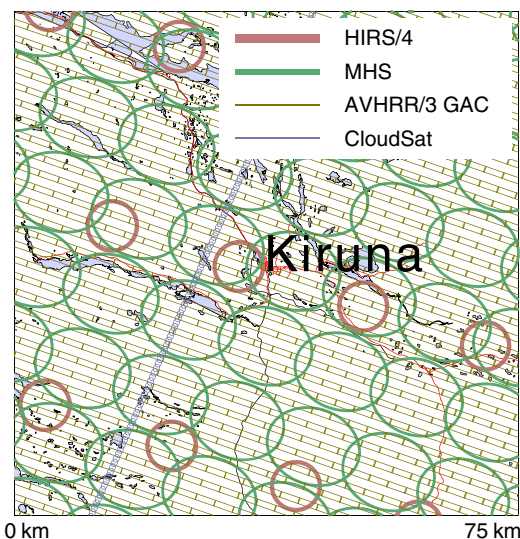 HIRS/4
MHS
AVHRR/3 GAC
CloudSat
Kiruna
0 km
75 km